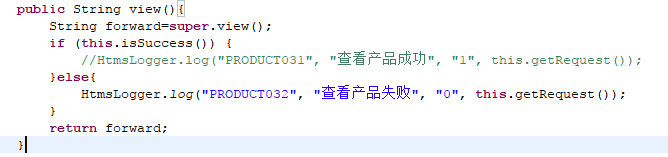 public String view(){
String forward=super.view();
if (this.isSuccess()) {
//HtmsLogger.log("PRODUCT031", "查看产品成功", "1", this.getRequest());
}else{
HtmsLogger.log("PRODUCT032", "查看产品失败", "0", this.getRequest());
}
return forward;
}